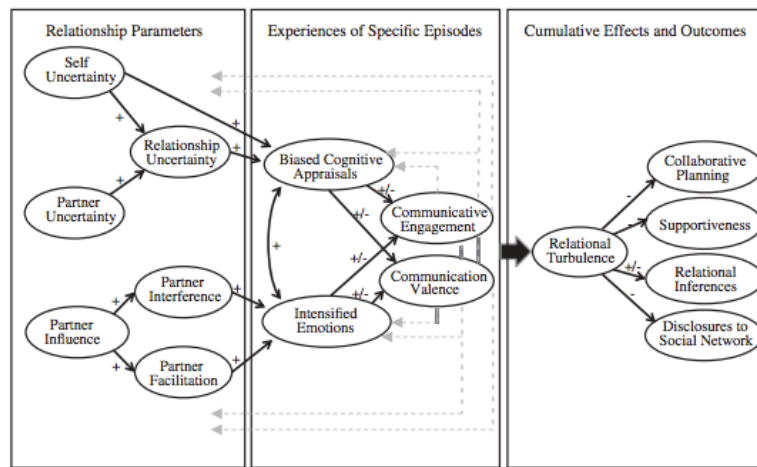 Relationship Parameters
Experiences of Specific Episodes
Cumulative Effects and Outcomes
Self
Uncertainty
+
+
Relationship
Uncertainty
+
Partner
Uncertainty
+
Partner
Influence
+
+
Partner
Interference
+
Partner
Facilitation
+
Biased Cognitive
Appraisals
+/-
+/-
+
Communicative
Engagement
+/-
Communication
Valence
+/-
Intensified
Emotions
Relational
Turbulence
-
-
+/-
-
Collaborative
Planning
Supportiveness
Relational
Inferences
Disclosures to
Social Network